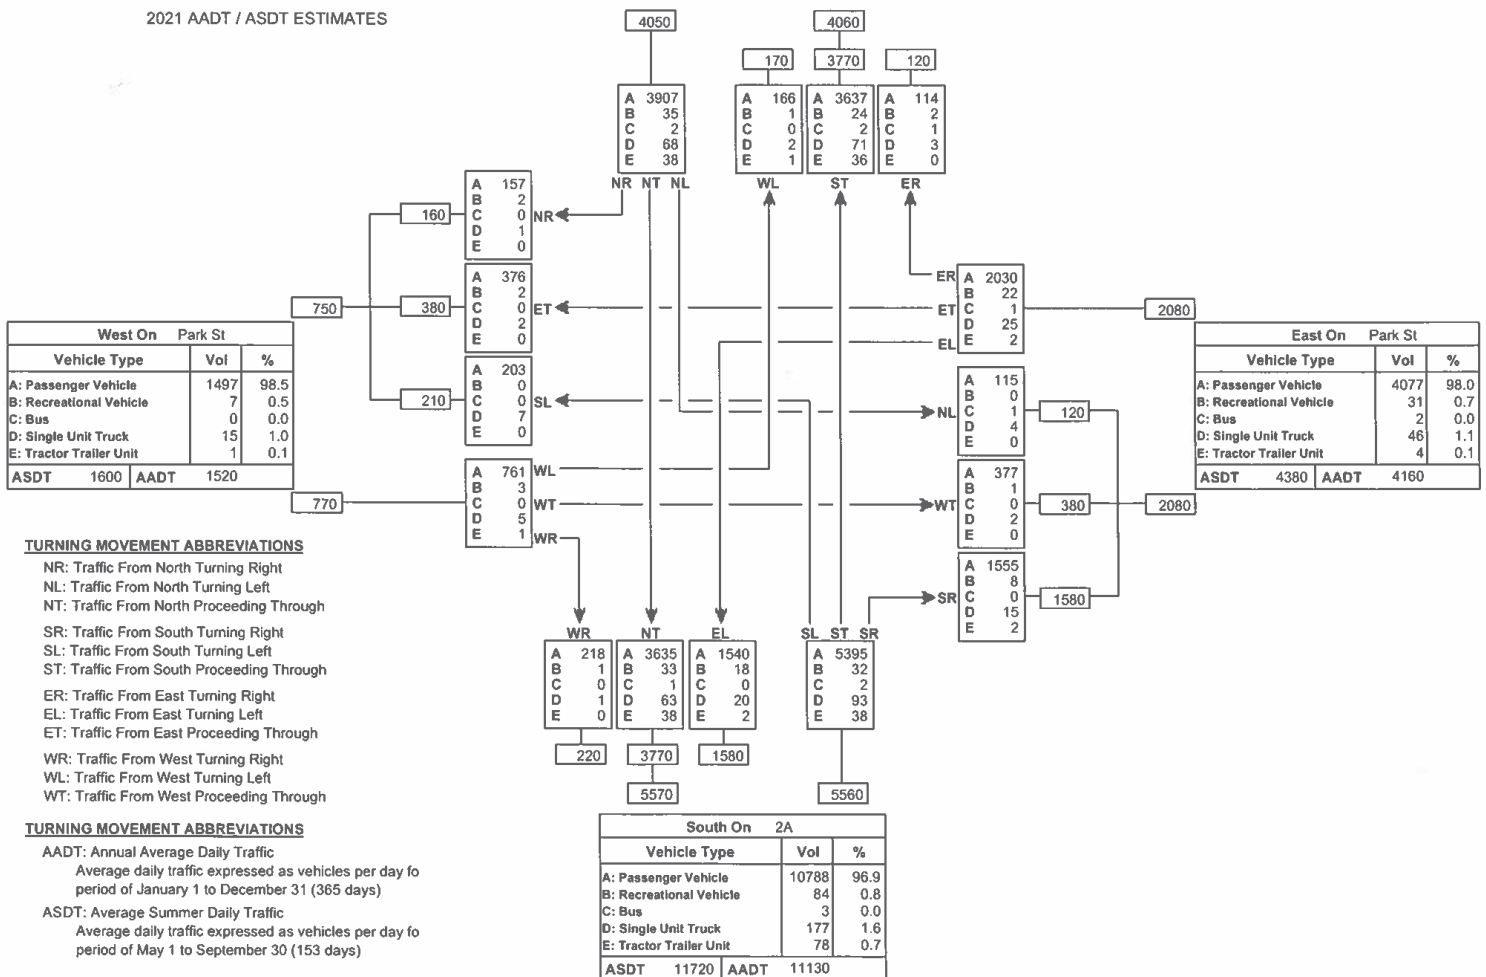 2021 AADT / ASDT ESTIMATES
4050
4060
170
3770
120
A 3907
B 35
C 2
D 68
E 38
A 166
B 1
C 0
D 2
E 1
A 3637
B 24
C 2
D 71
E 36
A 114
B 2
C 1
D 3
E 0
NR NT NL
WL
ST
ER
160
A 157
B 2
C 0
D 1
E 0
NR
750
380
A 376
B 2
C 0
D 2
E 0
ET
210
A 203
B 0
C 0
D 7
E 0
SL
770
A 761
B 3
C 0
D 5
E 1
WL
WT
WR
ER
ET
EL
A 2030
B 22
C 1
D 25
E 2
2080
NL
A 115
B 0
C 1
D 4
E 0
120
WT
A 377
B 1
C 0
D 2
E 0
380
2080
SR
A 1555
B 8
C 0
D 15
E 2
1580
West On Park St
Vehicle Type Vol %
A: Passenger Vehicle 1497 98.5
B: Recreational Vehicle 7 0.5
C: Bus 0 0.0
D: Single Unit Truck 15 1.0
E: Tractor Trailer Unit 1 0.1
ASDT 1600 AADT 1520
East On Park St
Vehicle Type Vol %
A: Passenger Vehicle 4077 98.0
B: Recreational Vehicle 31 0.7
C: Bus 2 0.0
D: Single Unit Truck 46 1.1
E: Tractor Trailer Unit 4 0.1
ASDT 4380 AADT 4160
TURNING MOVEMENT ABBREVIATIONS
NR: Traffic From North Turning Right
NL: Traffic From North Turning Left
NT: Traffic From North Proceeding Through
SR: Traffic From South Turning Right
SL: Traffic From South Turning Left
ST: Traffic From South Proceeding Through
ER: Traffic From East Turning Right
EL: Traffic From East Turning Left
ET: Traffic From East Proceeding Through
WR: Traffic From West Turning Right
WL: Traffic From West Turning Left
WT: Traffic From West Proceeding Through
TURNING MOVEMENT ABBREVIATIONS
AADT: Annual Average Daily Traffic
Average daily traffic expressed as vehicles per day fo
period of January 1 to December 31 (365 days)
ASDT: Average Summer Daily Traffic
Average daily traffic expressed as vehicles per day fo
period of May 1 to September 30 (153 days)
WR
NT
EL
SL ST SR
A 218
B 1
C 0
D 1
E 0
A 3635
B 33
C 1
D 63
E 38
A 1540
B 18
C 0
D 20
E 2
A 5395
B 32
C 2
D 93
E 38
220
3770
1580
5570
5560
South On 2A
Vehicle Type Vol %
A: Passenger Vehicle 10788 96.9
B: Recreational Vehicle 84 0.8
C: Bus 3 0.0
D: Single Unit Truck 177 1.6
E: Tractor Trailer Unit 78 0.7
ASDT 11720 AADT 11130